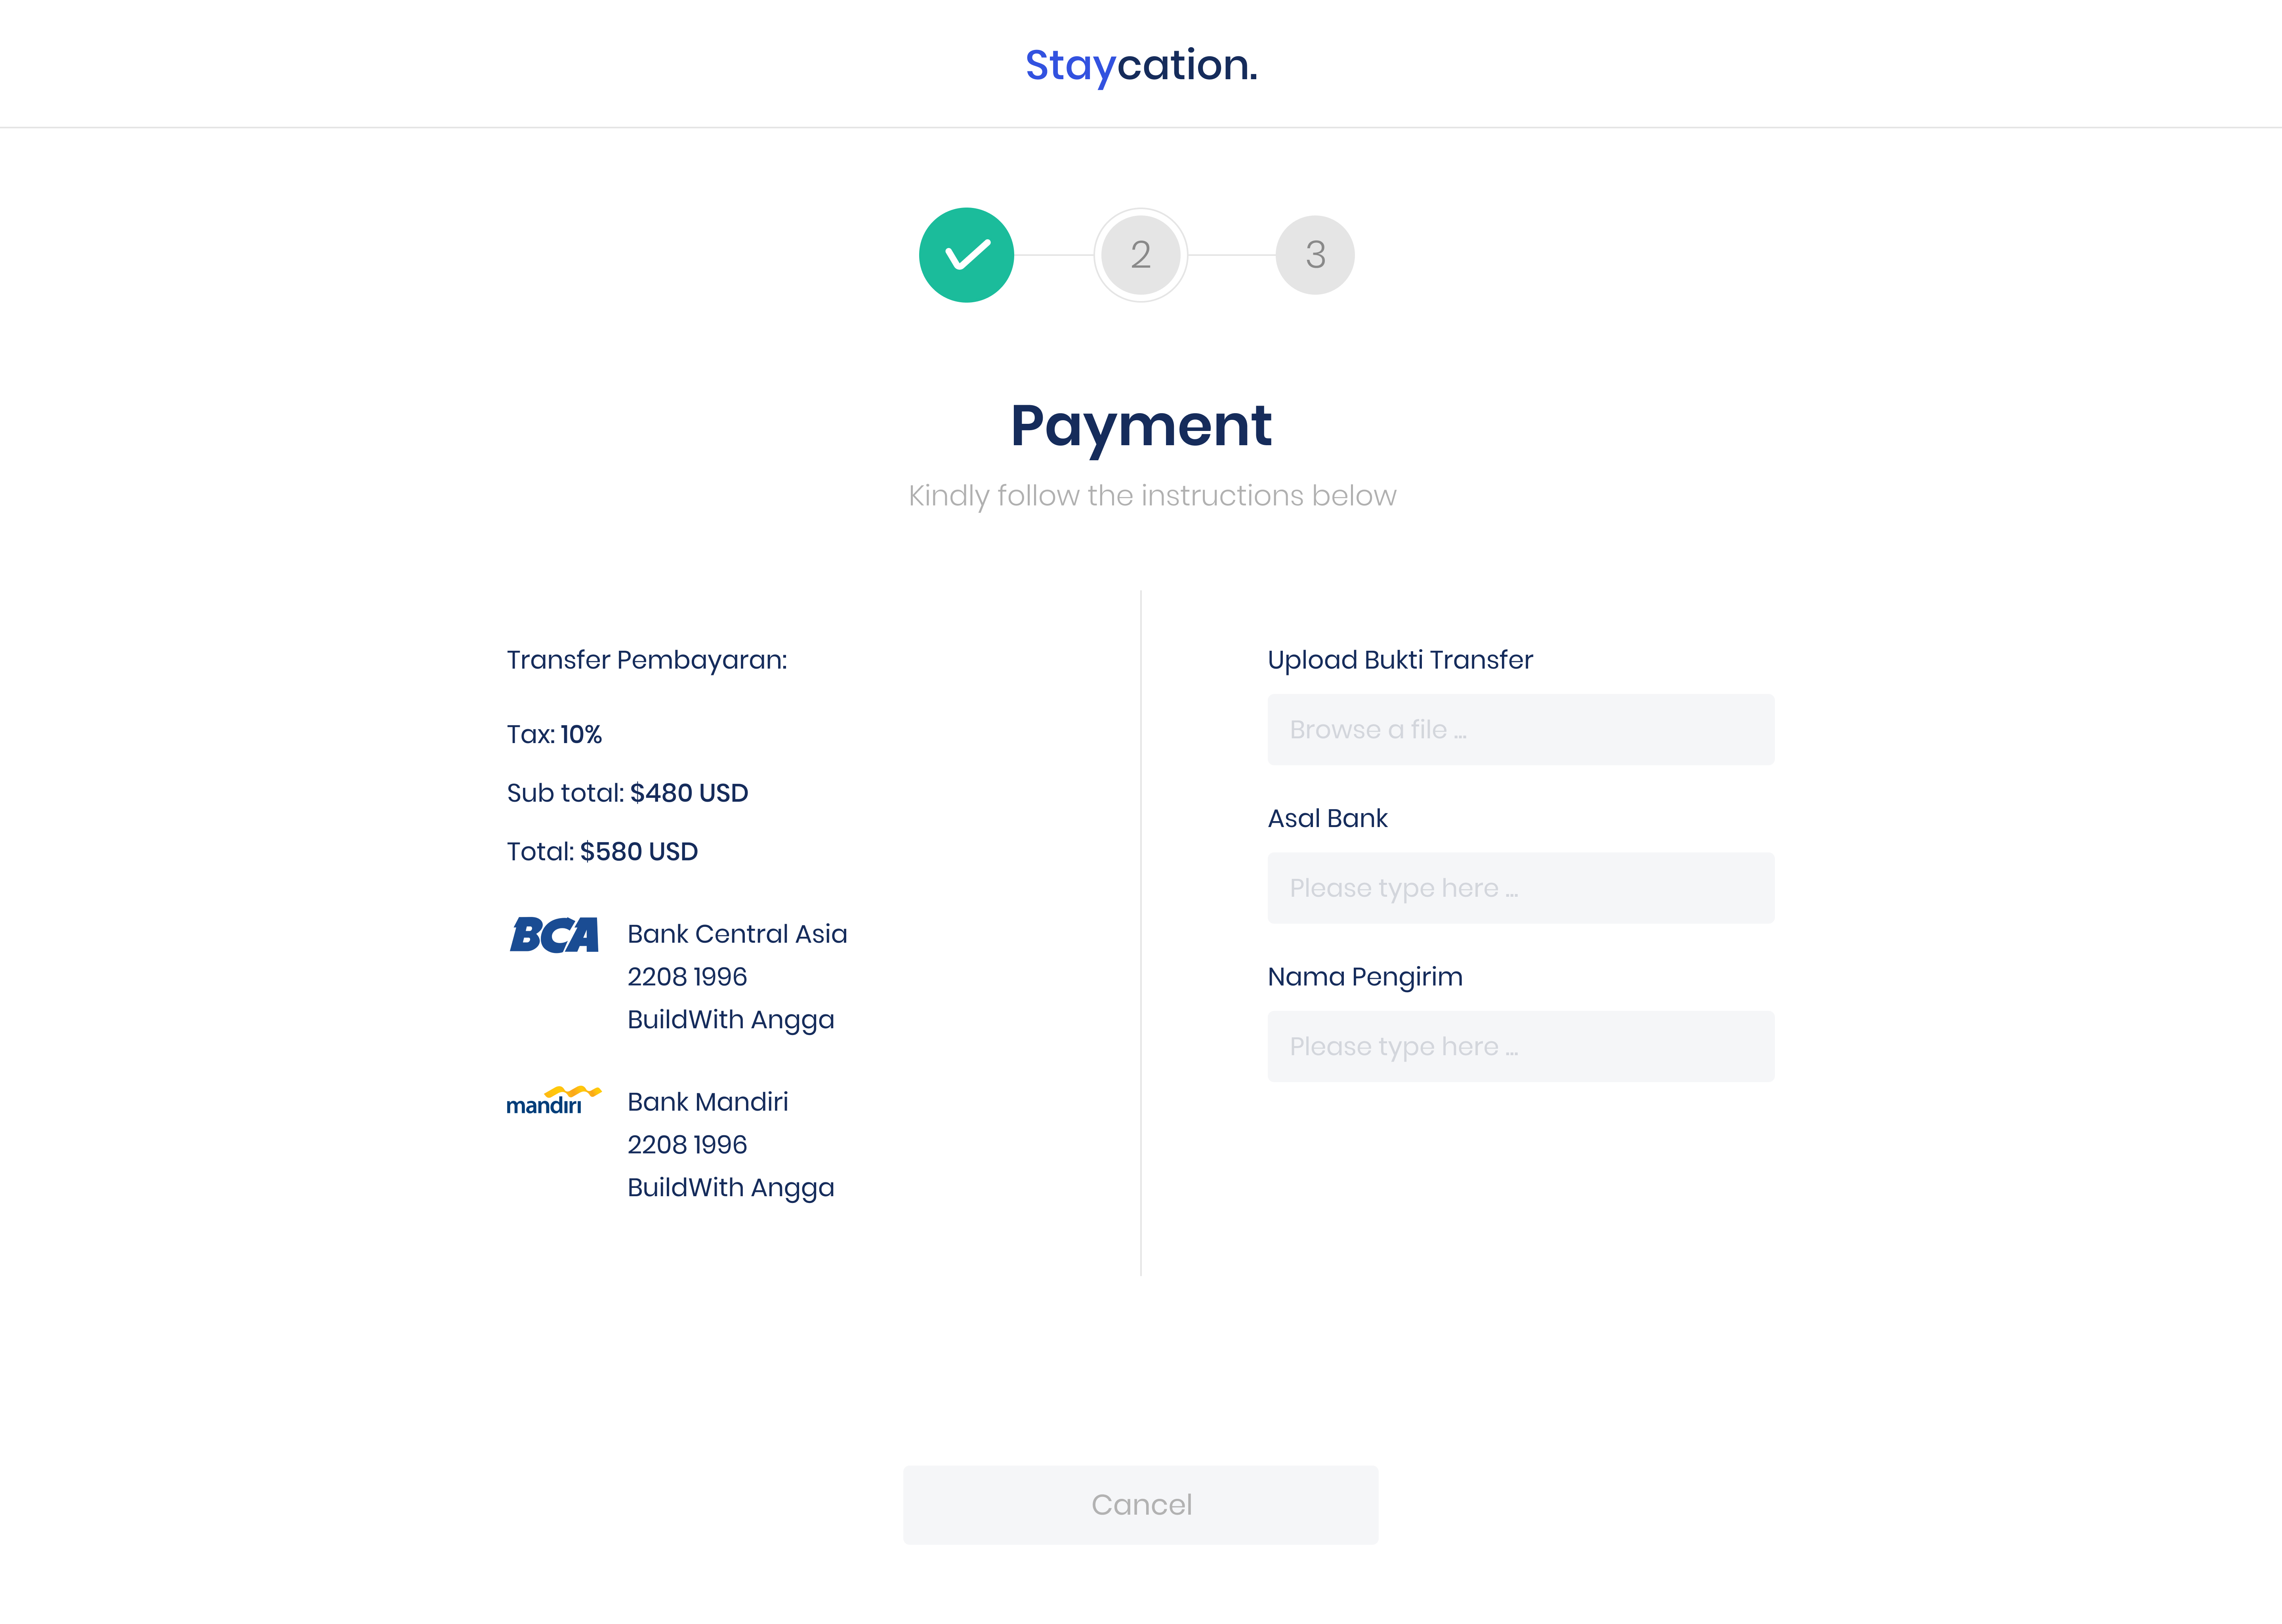 Staycation.
2
3
Payment
Kindly follow the instructions below
Transfer Pembayaran:
Tax: 10%
Sub total: $480 USD
Total: $580 USD
BCA
Bank Central Asia
2208 1996
BuildWith Angga
mandiri
Bank Mandiri
2208 1996
BuildWith Angga
Upload Bukti Transfer
Browse a file ...
Asal Bank
Please type here ...
Nama Pengirim
Please type here ...
Cancel